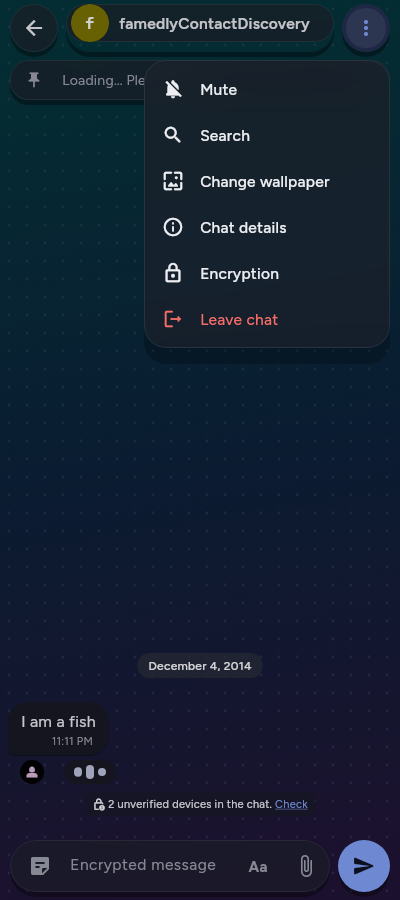 f
famedlyContactDiscovery
Loading... Ple
Mute
Search
Change wallpaper
Chat details
Encryption
Leave chat
December 4, 2014
I am a fish
11:11 PM
2 unverified devices in the chat. Check
Encrypted message
Aa